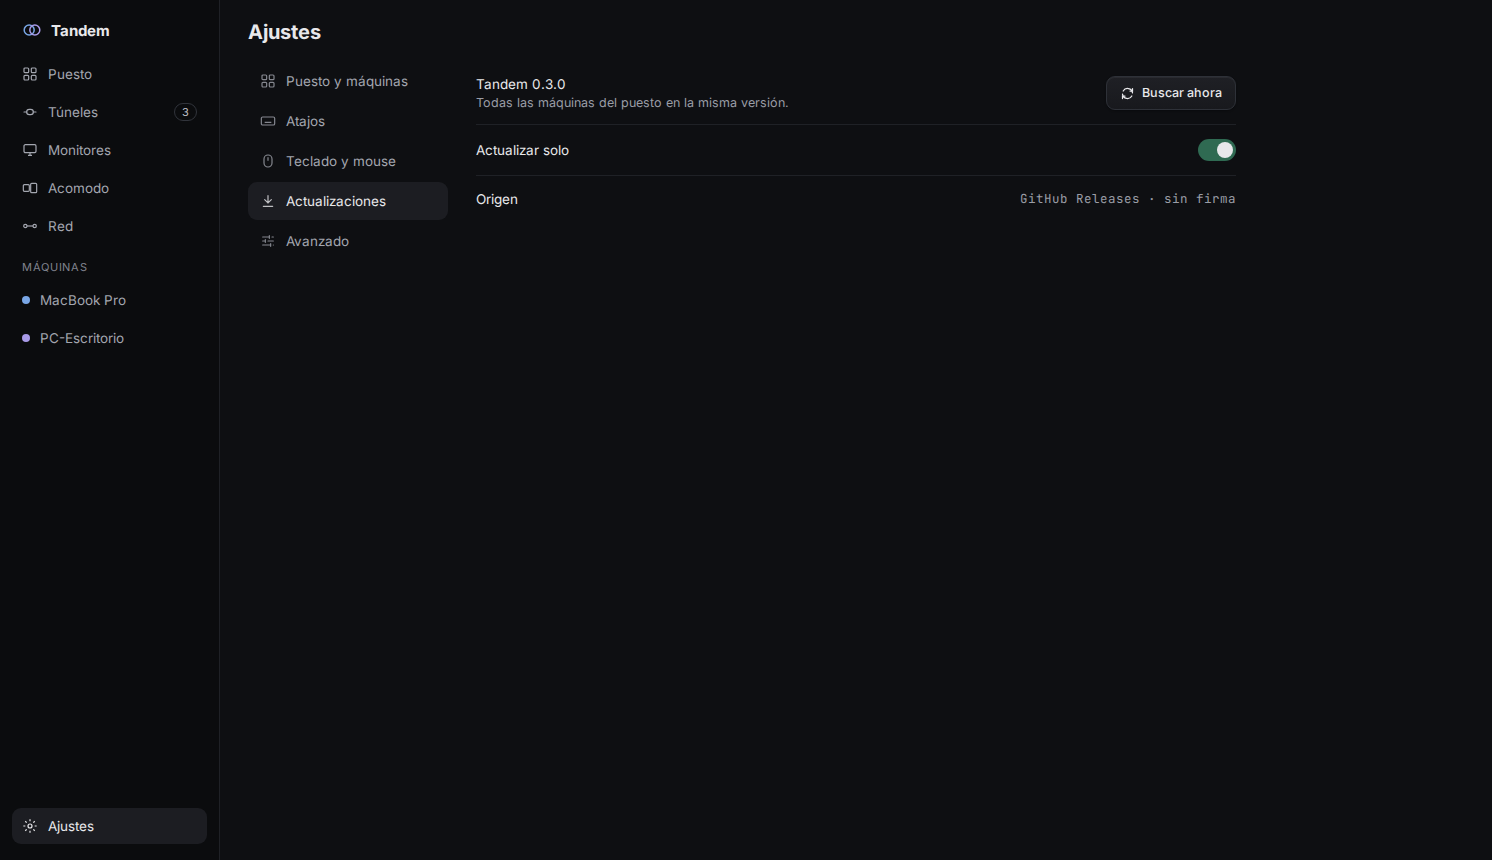 Tandem
Puesto
Túneles 3
Monitores
Acomodo
Red
MÁQUINAS
MacBook Pro
PC-Escritorio
Ajustes
Ajustes
Puesto y máquinas
Atajos
Teclado y mouse
Actualizaciones
Avanzado
Tandem 0.3.0
Todas las máquinas del puesto en la misma versión.
Buscar ahora
Actualizar solo
Origen
GitHub Releases · sin firma